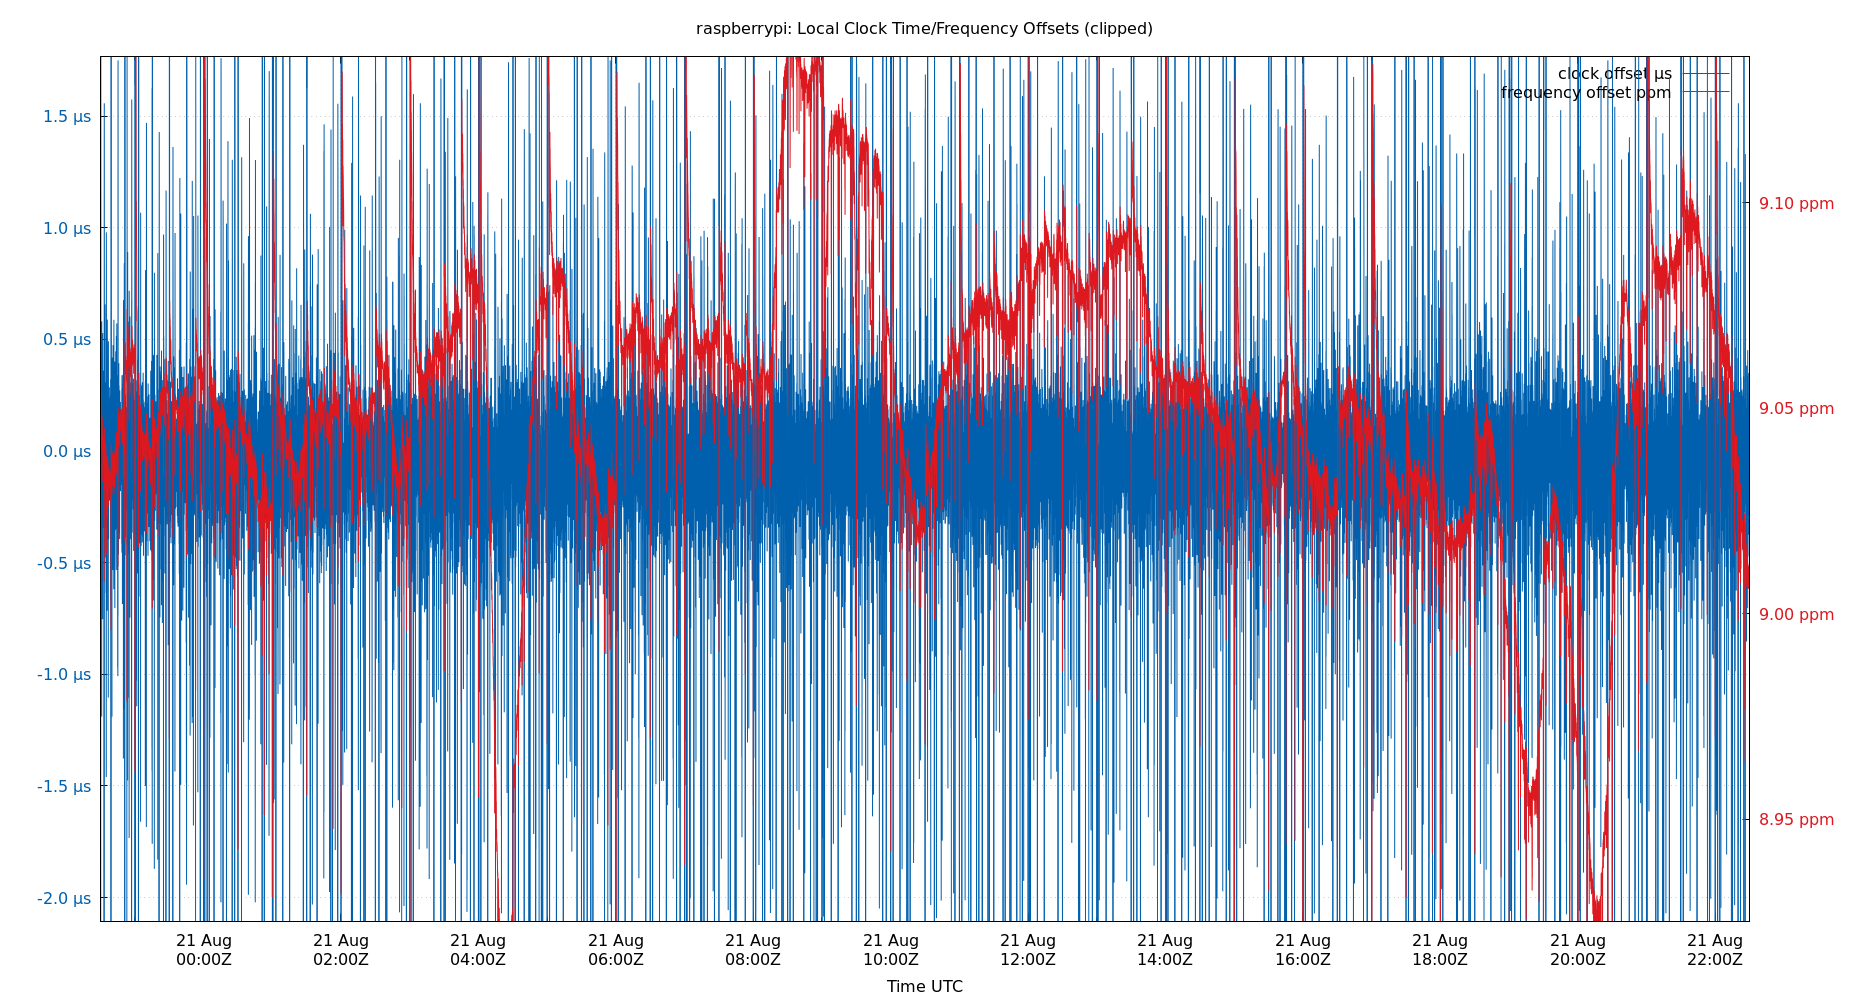 raspberrypi: Local Clock Time/Frequency Offsets (clipped)
clock offset µs
frequency offset ppm
1.5 µs
1.0 µs
0.5 µs
0.0 µs
-0.5 µs
-1.0 µs
-1.5 µs
-2.0 µs
9.10 ppm
9.05 ppm
9.00 ppm
8.95 ppm
21 Aug 21 Aug 21 Aug 21 Aug 21 Aug 21 Aug 21 Aug 21 Aug 21 Aug 21 Aug 21 Aug 21 Aug
00:00Z 02:00Z 04:00Z 06:00Z 08:00Z 10:00Z 12:00Z 14:00Z 16:00Z 18:00Z 20:00Z 22:00Z
Time UTC